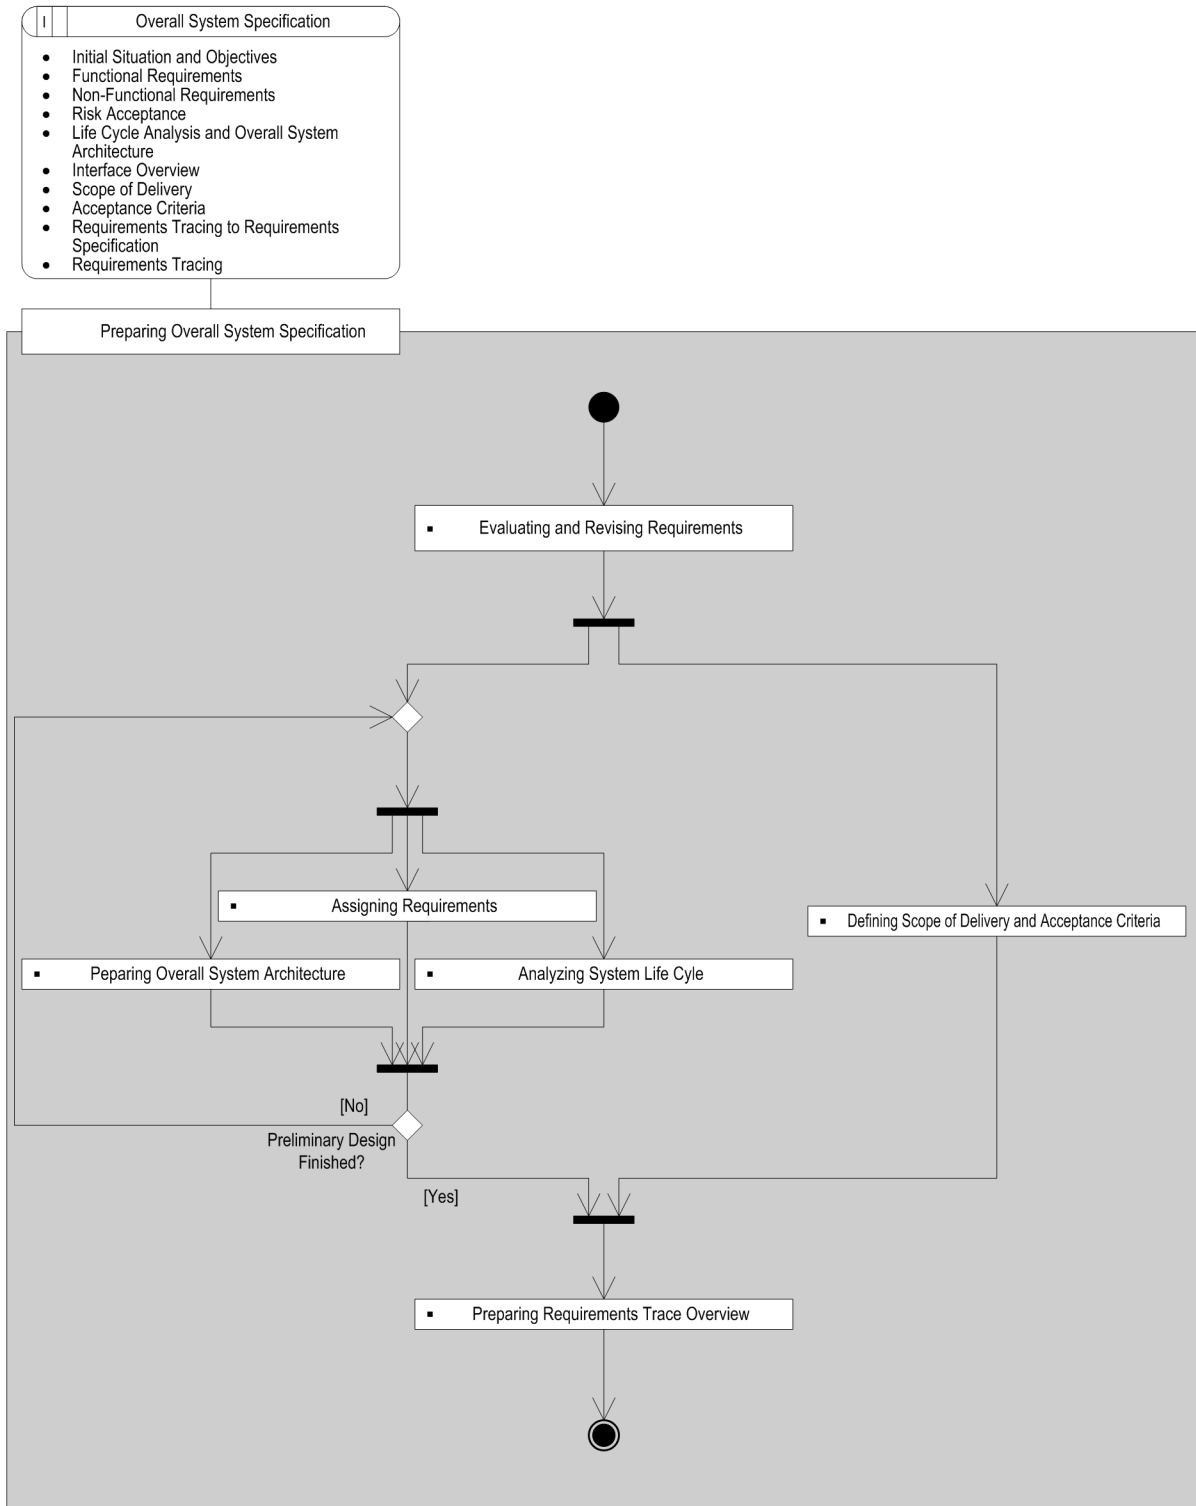 I
Overall System Specification
• Initial Situation and Objectives
• Functional Requirements
• Non-Functional Requirements
• Risk Acceptance
• Life Cycle Analysis and Overall System
Architecture
• Interface Overview
• Scope of Delivery
• Acceptance Criteria
• Requirements Tracing to Requirements
Specification
• Requirements Tracing
Preparing Overall System Specification
Evaluating and Revising Requirements
Assigning Requirements
Defining Scope of Delivery and Acceptance Criteria
Peparing Overall System Architecture
Analyzing System Life Cyle
[No]
Preliminary Design
Finished?
[Yes]
Preparing Requirements Trace Overview